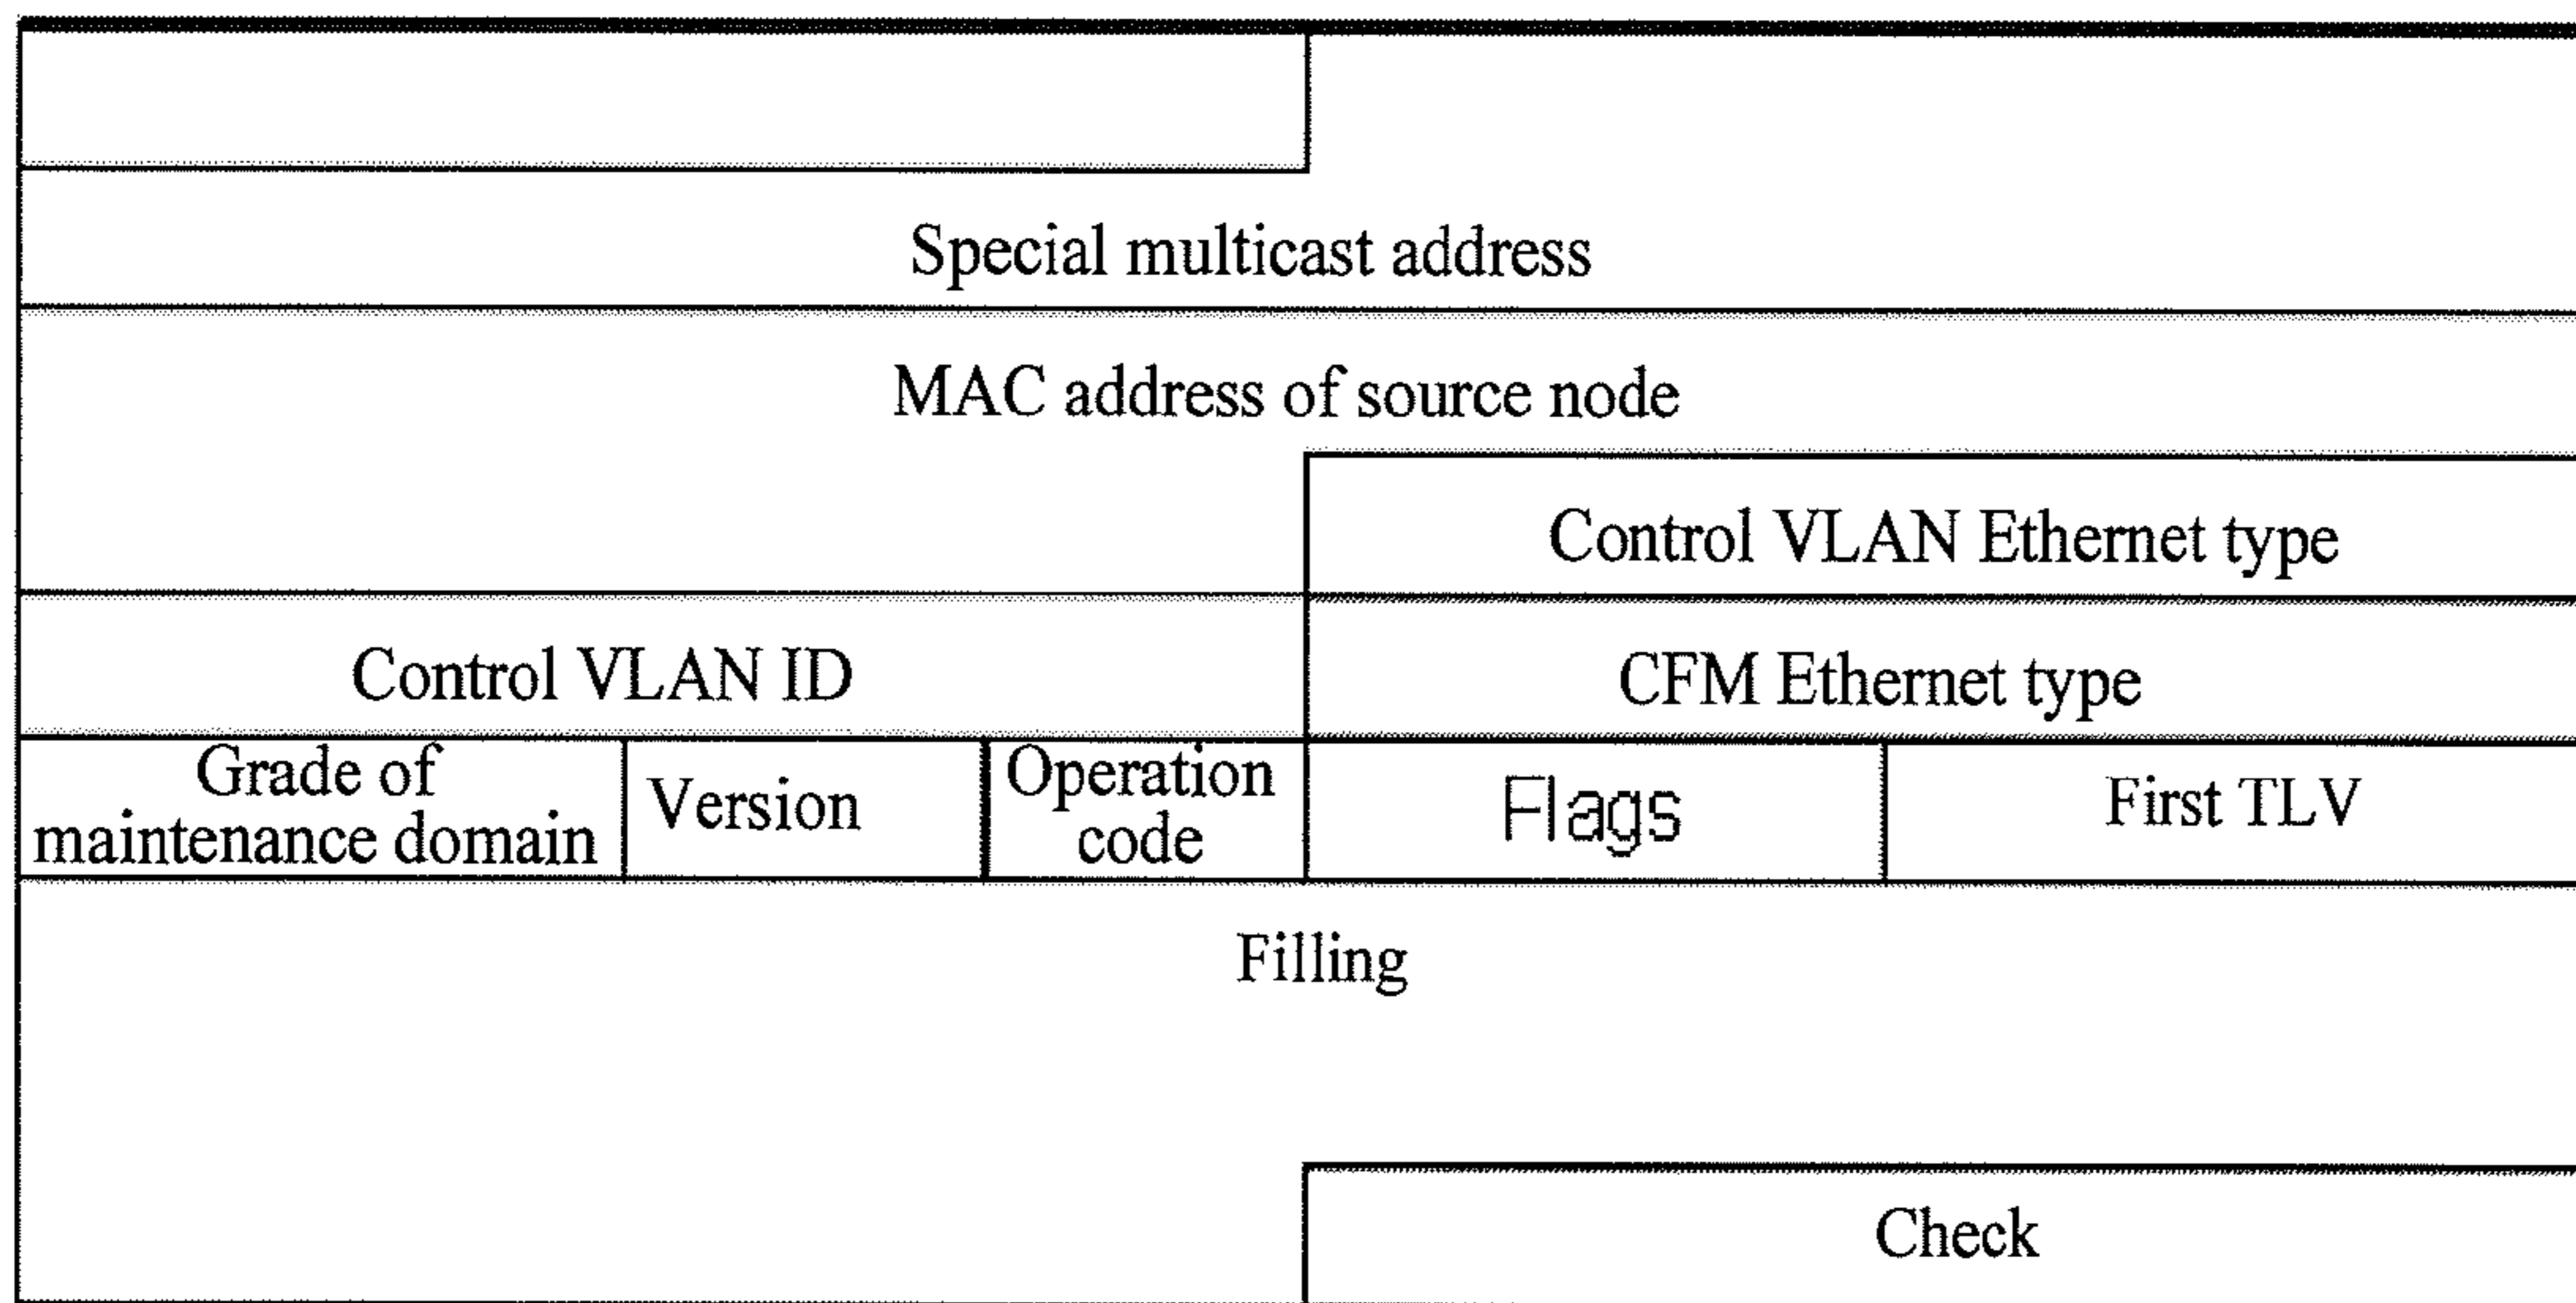 Special multicast address
MAC address of source node
Control VLAN Ethernet type
Control VLAN ID
CFM Ethernet type
Grade of
maintenance domain
Version
Operation
code
Flags
First TLV
Filling
Check